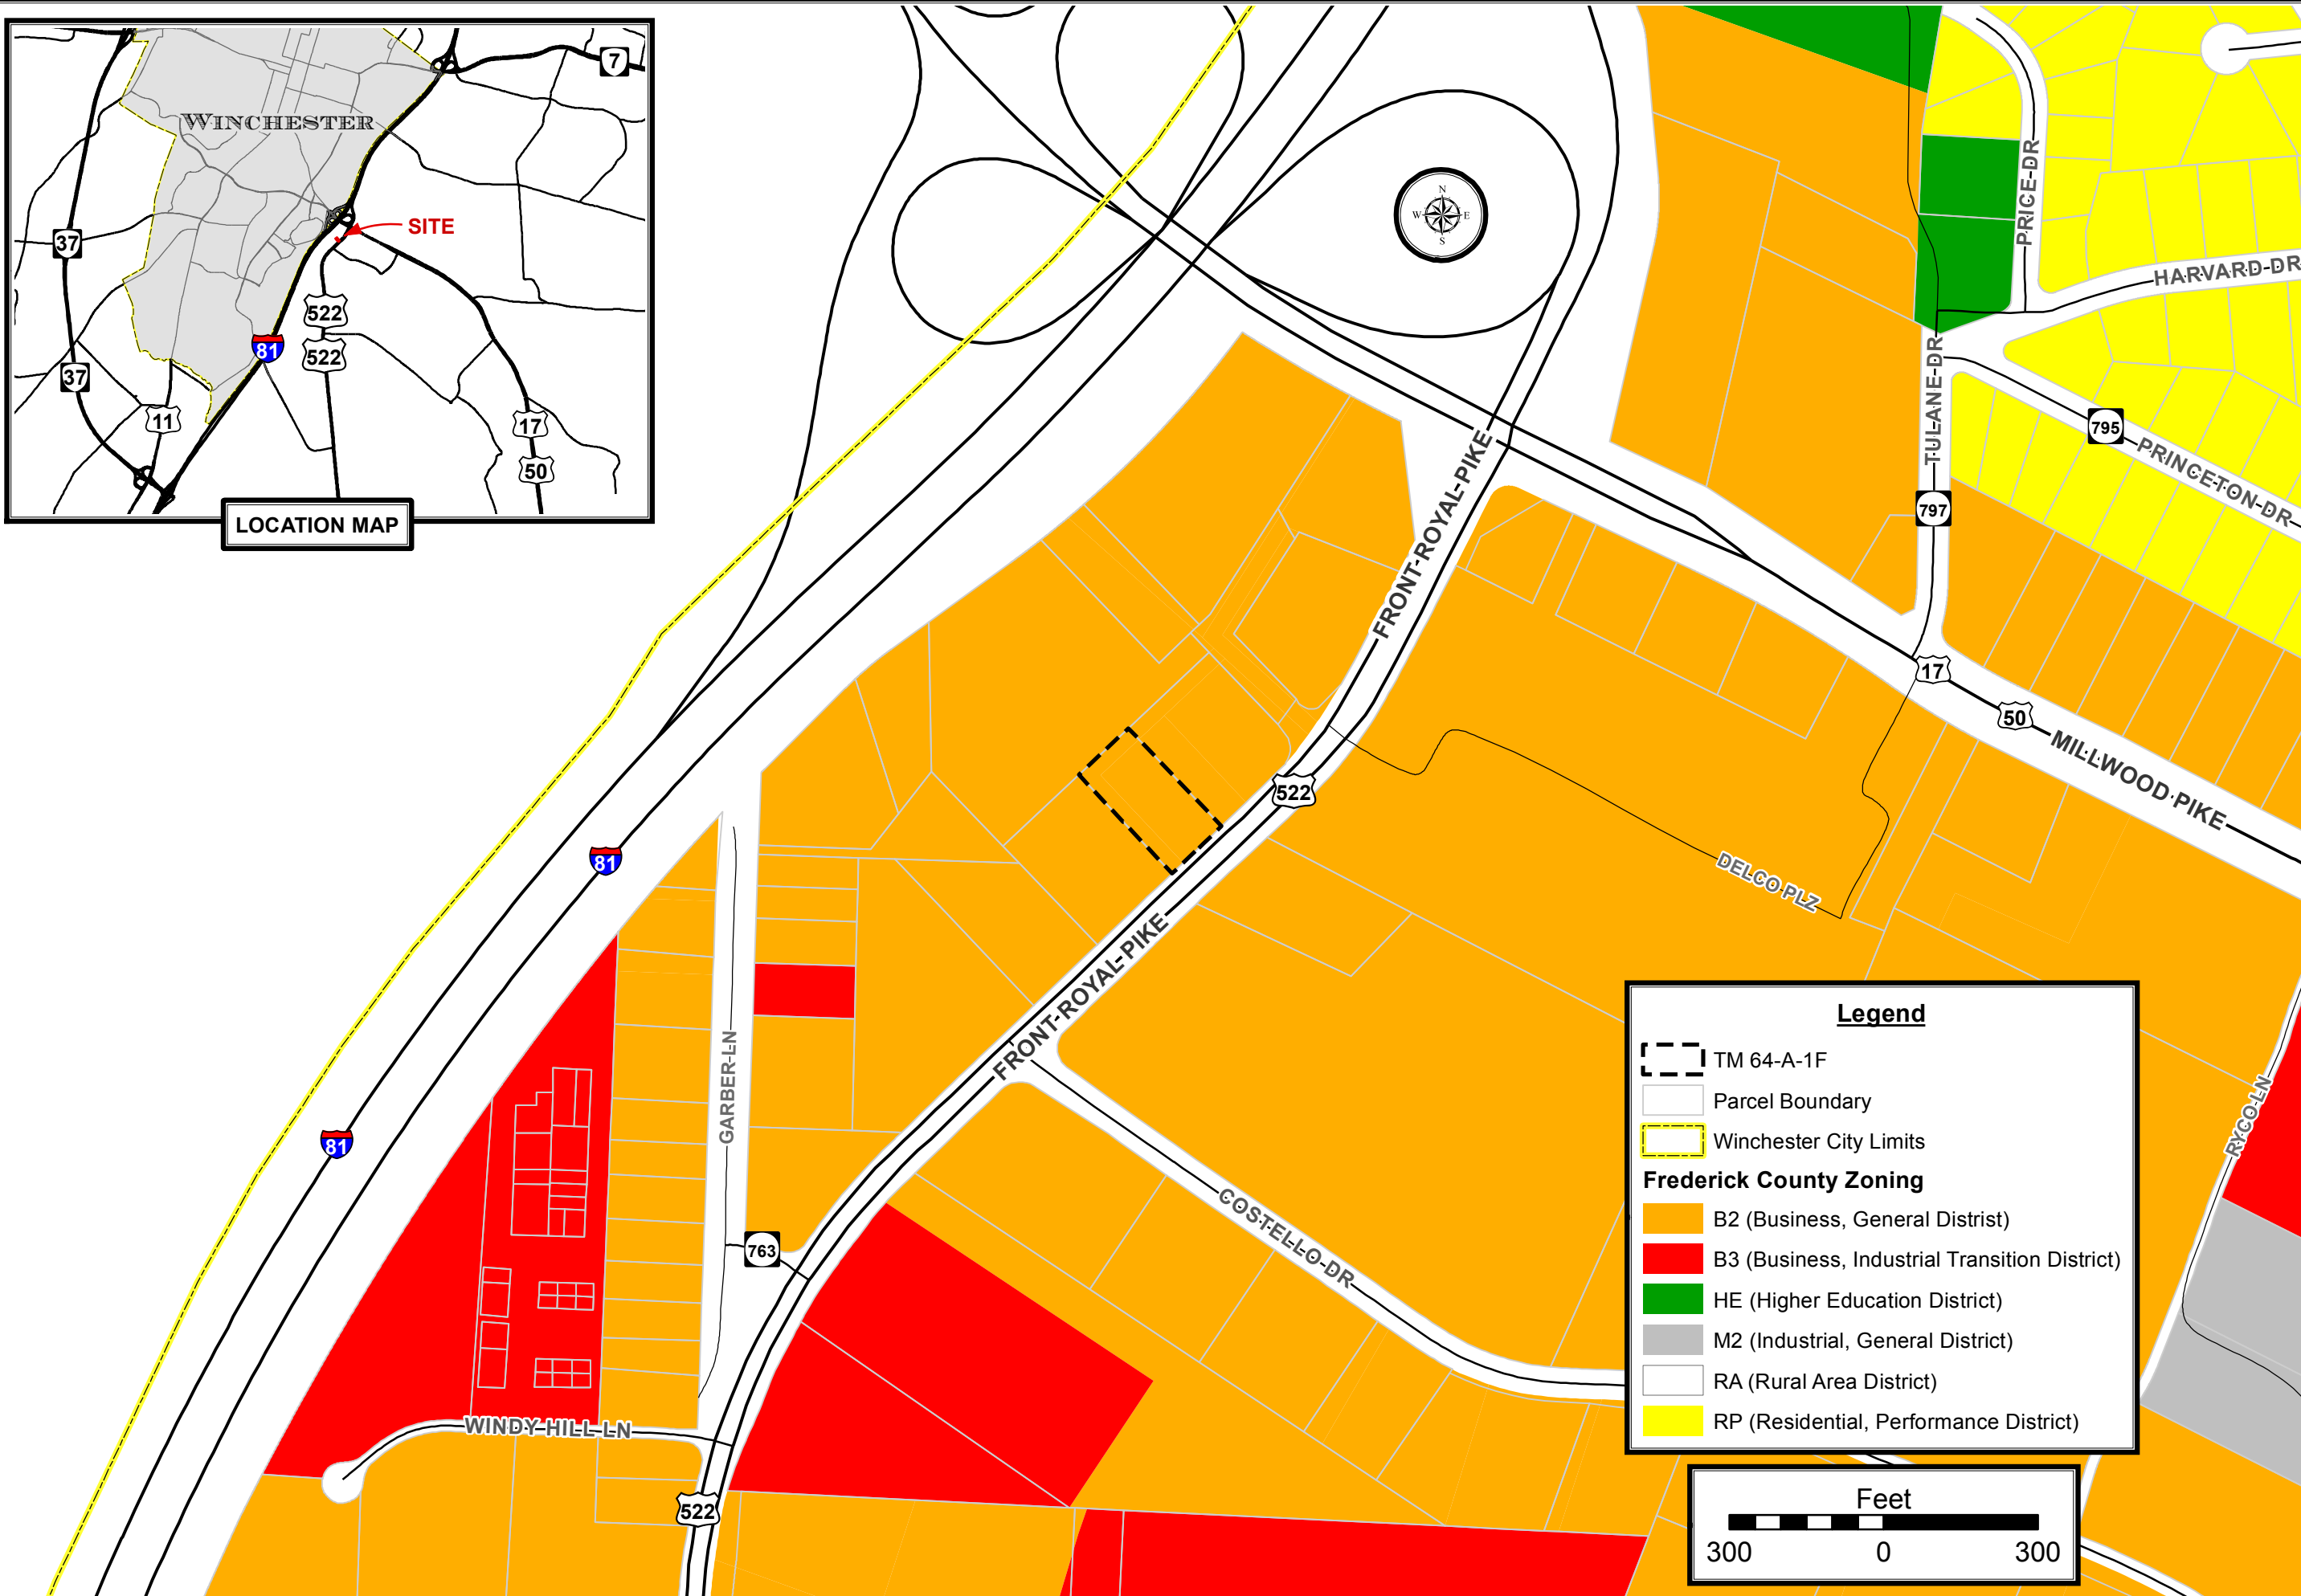 WINCHESTER
7
37
SITE
522
522
81
37
11
17
50
LOCATION MAP
N
W E
S
PRICE-DR
HARVARD-DR
TULANE-DR
795
PRINCETON-DR
797
FRONT-ROYAL-PIKE
17
50
MILLWOOD-PIKE
522
DELCO PLZ
81
FRONT-ROYAL-PIKE
GARBER-LN
81
763
COSTELLO-DR
RYCO-LN
WINDY-HILL-LN
522
Legend
TM 64-A-1F
Parcel Boundary
Winchester City Limits
Frederick County Zoning
B2 (Business, General Distrist)
B3 (Business, Industrial Transition District)
HE (Higher Education District)
M2 (Industrial, General District)
RA (Rural Area District)
RP (Residential, Performance District)
Feet
300 0 300